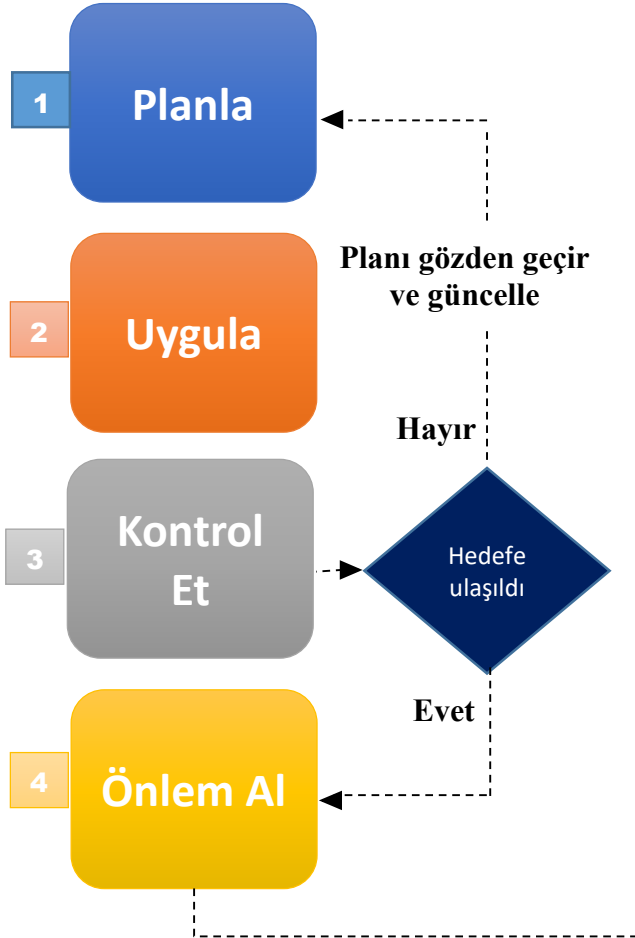 1
Planla
2
Uygula
Planı gözden geçir
ve güncelle
Hayır
3
Kontrol
Et
Hedefe
ulaşıldı
Evet
4
Önlem Al